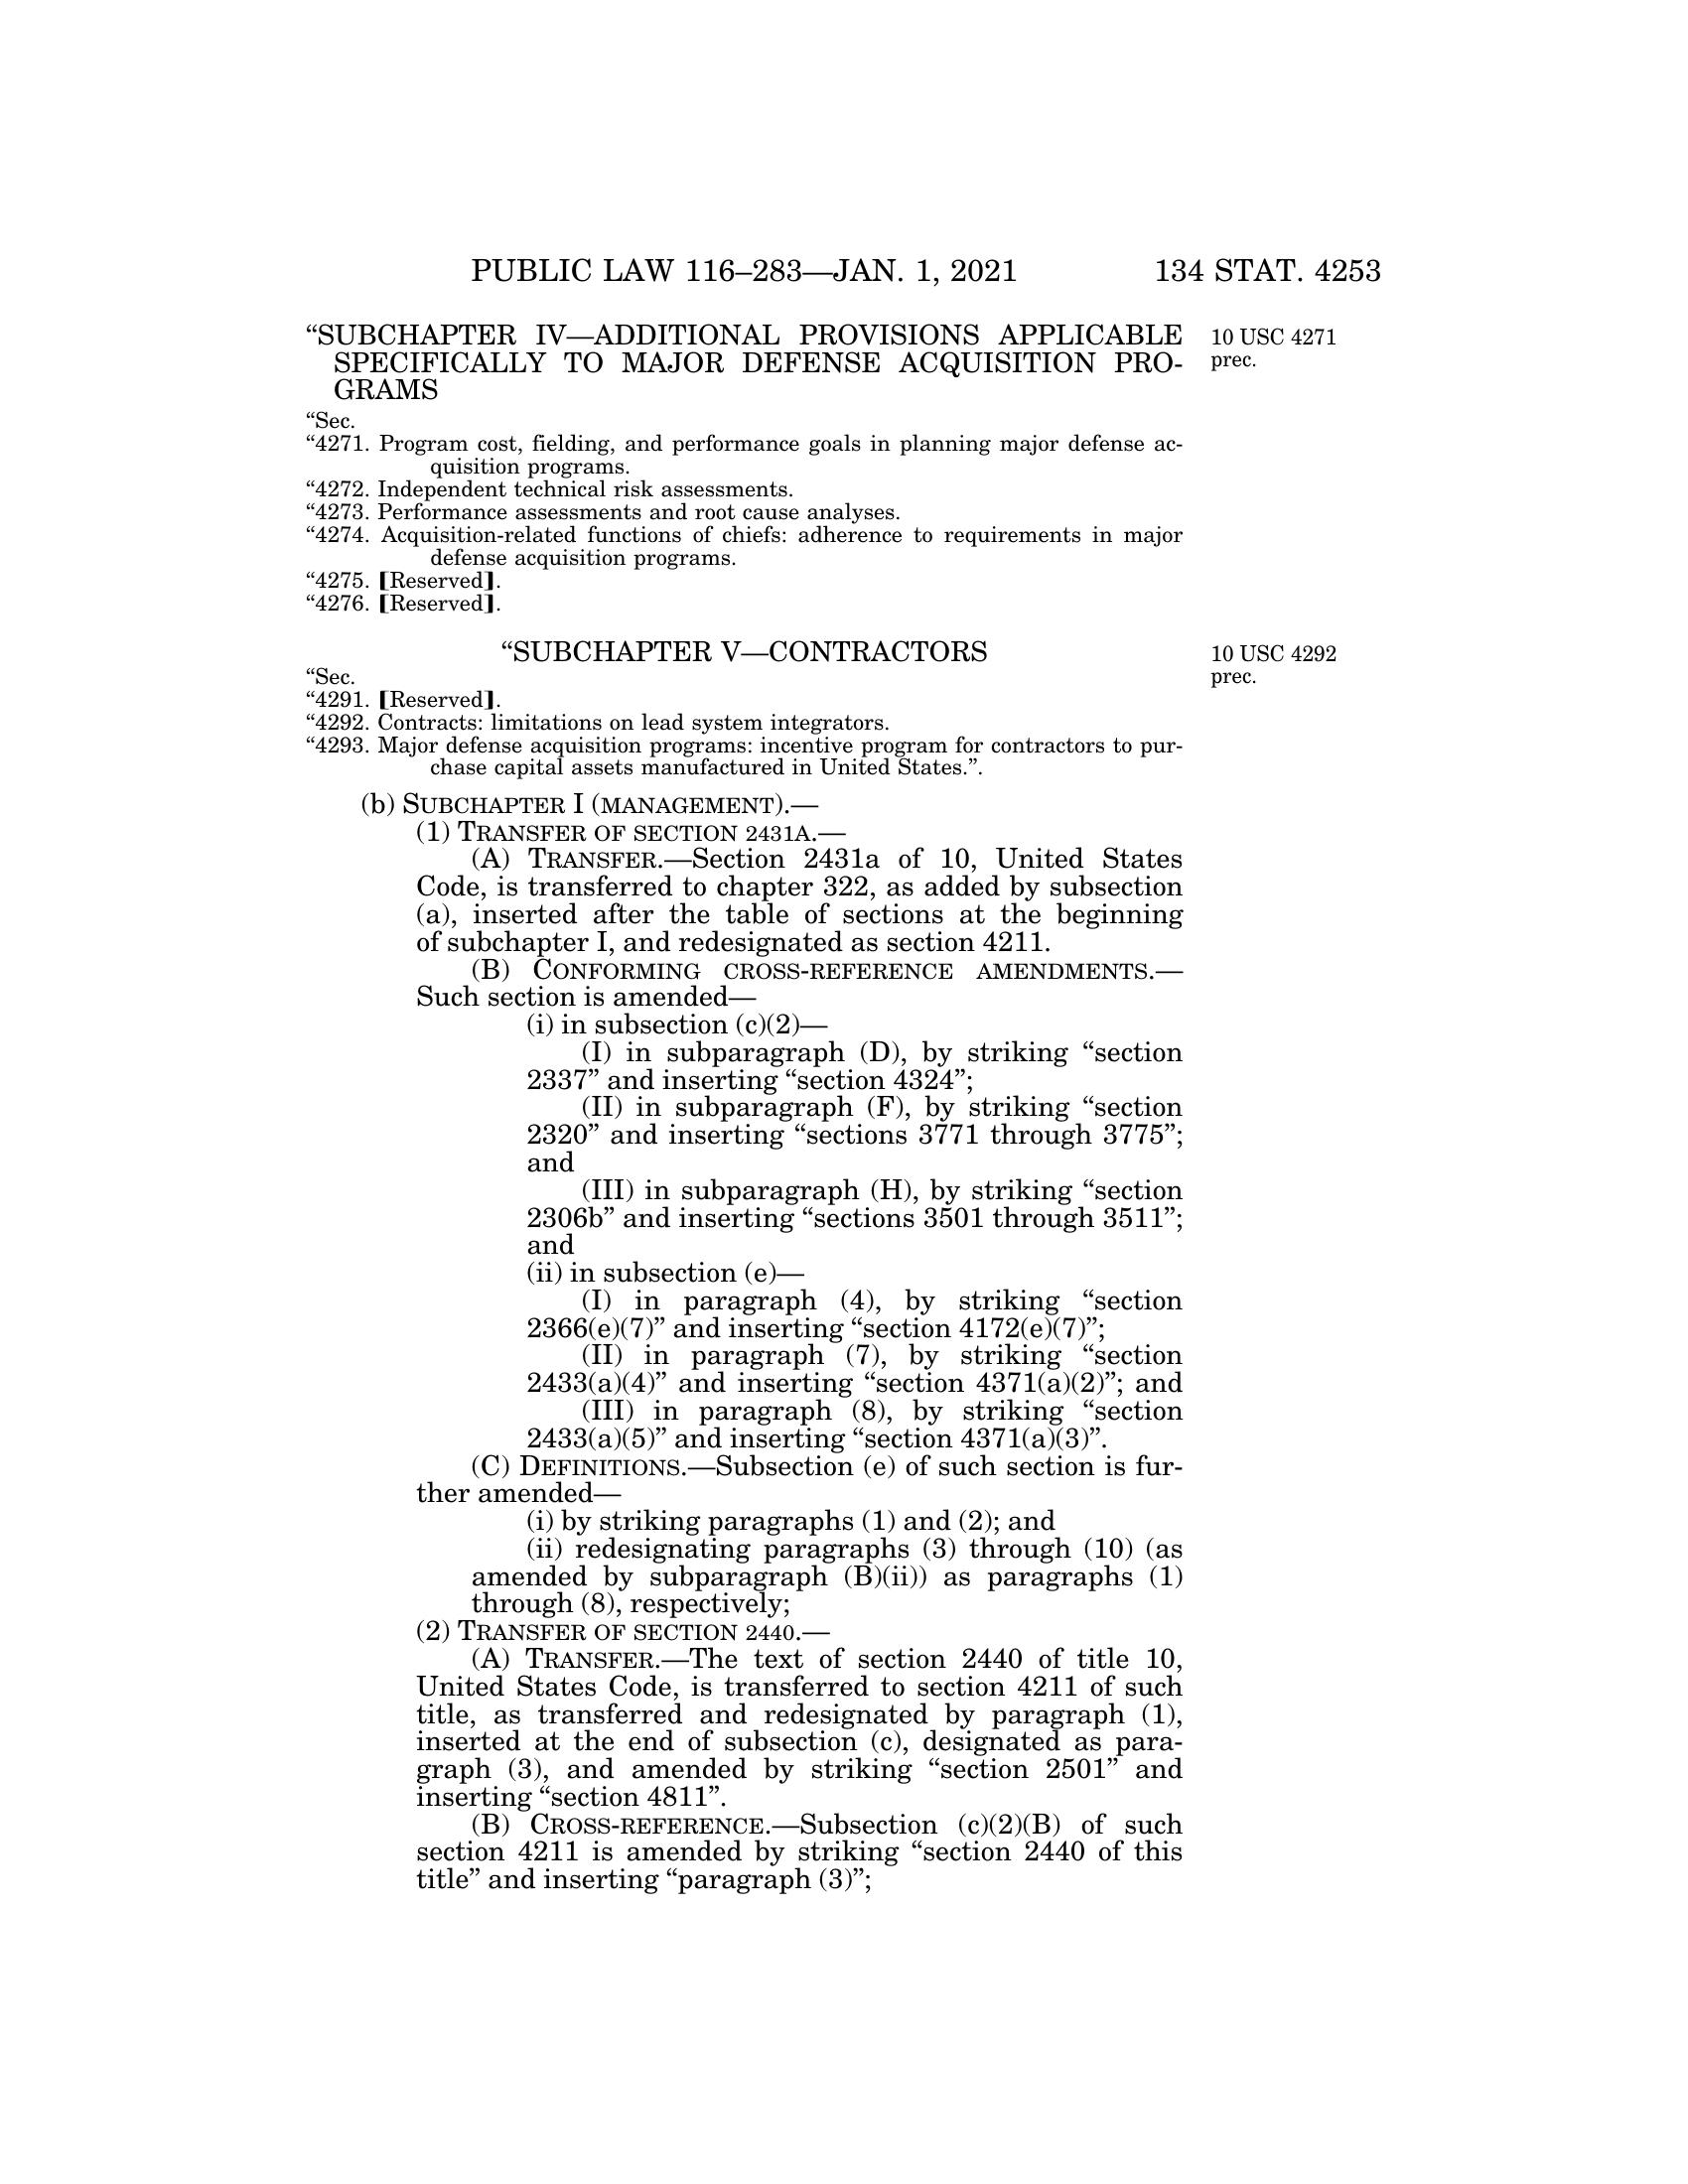 PUBLIC LAW 116–283—JAN. 1, 2021 134 STAT. 4253
“SUBCHAPTER IV—ADDITIONAL PROVISIONS APPLICABLE
SPECIFICALLY TO MAJOR DEFENSE ACQUISITION PRO-
GRAMS
10 USC 4271
prec.
“Sec.
“4271. Program cost, fielding, and performance goals in planning major defense ac-
quisition programs.
“4272. Independent technical risk assessments.
“4273. Performance assessments and root cause analyses.
“4274. Acquisition-related functions of chiefs: adherence to requirements in major
defense acquisition programs.
“4275. [Reserved].
“4276. [Reserved].
“SUBCHAPTER V—CONTRACTORS
10 USC 4292
prec.
“Sec.
“4291. [Reserved].
“4292. Contracts: limitations on lead system integrators.
“4293. Major defense acquisition programs: incentive program for contractors to pur-
chase capital assets manufactured in United States.”.
(b) SUBCHAPTER I (MANAGEMENT).—
(1) TRANSFER OF SECTION 2431A.—
(A) TRANSFER.—Section 2431a of 10, United States
Code, is transferred to chapter 322, as added by subsection
(a), inserted after the table of sections at the beginning
of subchapter I, and redesignated as section 4211.
(B) CONFORMING CROSS-REFERENCE AMENDMENTS.—
Such section is amended—
(i) in subsection (c)(2)—
(I) in subparagraph (D), by striking “section
2337” and inserting “section 4324”;
(II) in subparagraph (F), by striking “section
2320” and inserting “sections 3771 through 3775”;
and
(III) in subparagraph (H), by striking “section
2306b” and inserting “sections 3501 through 3511”;
and
(ii) in subsection (e)—
(I) in paragraph (4), by striking “section
2366(e)(7)” and inserting “section 4172(e)(7)”;
(II) in paragraph (7), by striking “section
2433(a)(4)” and inserting “section 4371(a)(2)”; and
(III) in paragraph (8), by striking “section
2433(a)(5)” and inserting “section 4371(a)(3)”.
(C) DEFINITIONS.—Subsection (e) of such section is fur-
ther amended—
(i) by striking paragraphs (1) and (2); and
(ii) redesignating paragraphs (3) through (10) (as
amended by subparagraph (B)(ii)) as paragraphs (1)
through (8), respectively;
(2) TRANSFER OF SECTION 2440.—
(A) TRANSFER.—The text of section 2440 of title 10,
United States Code, is transferred to section 4211 of such
title, as transferred and redesignated by paragraph (1),
inserted at the end of subsection (c), designated as para-
graph (3), and amended by striking “section 2501” and
inserting “section 4811”.
(B) CROSS-REFERENCE.—Subsection (c)(2)(B) of such
section 4211 is amended by striking “section 2440 of this
title” and inserting “paragraph (3)”;